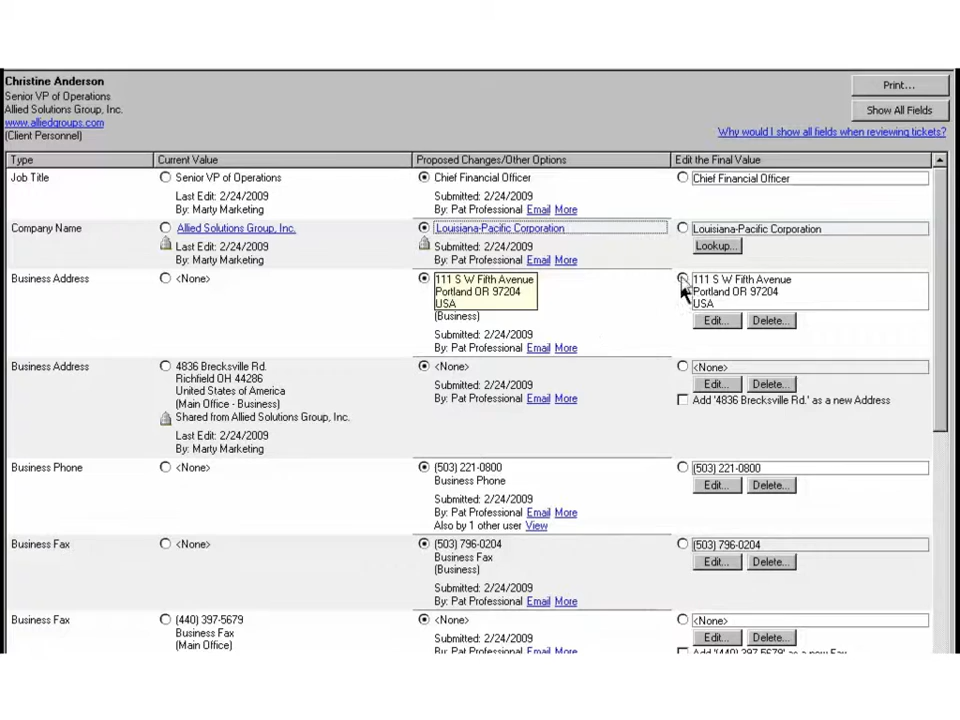 Christine Anderson
Senior VP of Operations
Allied Solutions Group, Inc.
www.alliedgroups.com
(Client Personnel)
Print...
Show All Fields
Why would I show all fields when reviewing tickets?
Type Current Value Proposed Changes/Other Options Edit the Final Value
Job Title Senior VP of Operations Chief Financial Officer Chief Financial Officer
Last Edit: 2/24/2009 Submitted: 2/24/2009
By: Marty Marketing By: Pat Professional Email More
Company Name Allied Solutions Group, Inc. Louisiana-Pacific Corporation Louisiana-Pacific Corporation
Last Edit: 2/24/2009 Submitted: 2/24/2009 Lookup...
By: Marty Marketing By: Pat Professional Email More
Business Address <None> 111 S W Fifth Avenue 111 S W Fifth Avenue
Portland OR 97204 Portland OR 97204
USA USA
(Business) Edit... Delete...
Submitted: 2/24/2009
By: Pat Professional Email More
Business Address 4836 Brecksville Rd. <None> <None>
Richfield OH 44286 Submitted: 2/24/2009 Edit... Delete...
United States of America By: Pat Professional Email More Add '4836 Brecksville Rd.' as a new Address
(Main Office - Business)
Shared from Allied Solutions Group, Inc.
Last Edit: 2/24/2009
By: Marty Marketing
Business Phone <None> (503) 221-0800 (503) 221-0800
Business Phone Edit... Delete...
Submitted: 2/24/2009
By: Pat Professional Email More
Also by 1 other user View
Business Fax <None> (503) 796-0204 (503) 796-0204
Business Fax Edit... Delete...
(Business)
Submitted: 2/24/2009
By: Pat Professional Email More
Business Fax (440) 397-5679 <None> <None>
Business Fax Submitted: 2/24/2009 Edit... Delete...
(Main Office) By: Pat Professional Email More Add '(440) 397-5679' as a new Fax